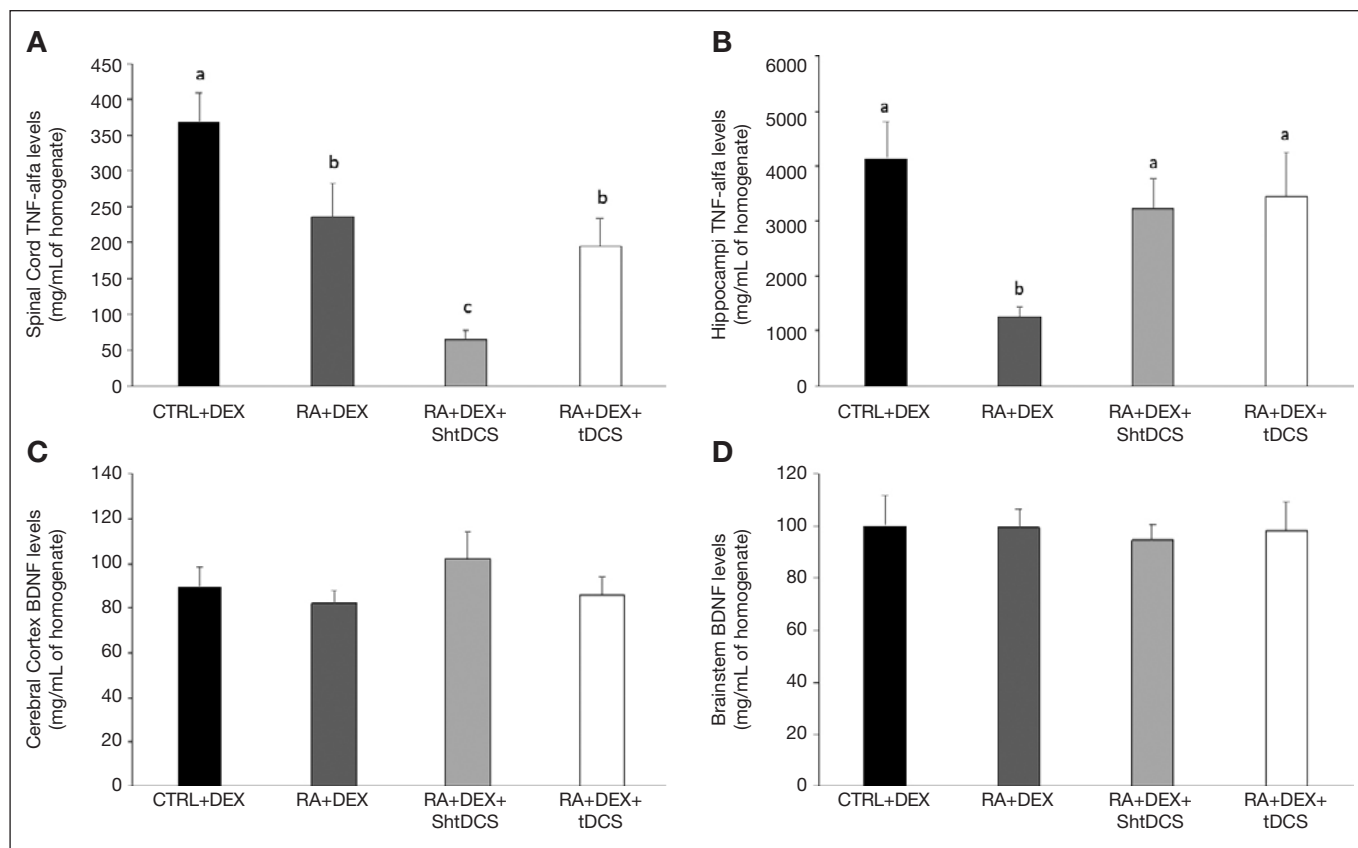 A
Spinal Cord TNF-alfa levels
(mg/mLof homogenate)
450
400
350
300
250
200
150
100
50
0
a
b
c
b
CTRL+DEX
RA+DEX
RA+DEX+
ShtDCS
RA+DEX+
tDCS
B
Hippocampi TNF-alfa levels
(mg/mL of homogenate)
6000
5000
4000
3000
2000
1000
0
a
b
a
a
CTRL+DEX
RA+DEX
RA+DEX+
ShtDCS
RA+DEX+
tDCS
C
Cerebral Cortex BDNF levels
(mg/mL of homogenate)
140
120
100
80
60
40
20
0
CTRL+DEX
RA+DEX
RA+DEX+
ShtDCS
RA+DEX+
tDCS
D
Brainstem BDNF levels
(mg/mL of homogenate)
120
100
80
60
40
20
0
CTRL+DEX
RA+DEX
RA+DEX+
ShtDCS
RA+DEX+
tDCS